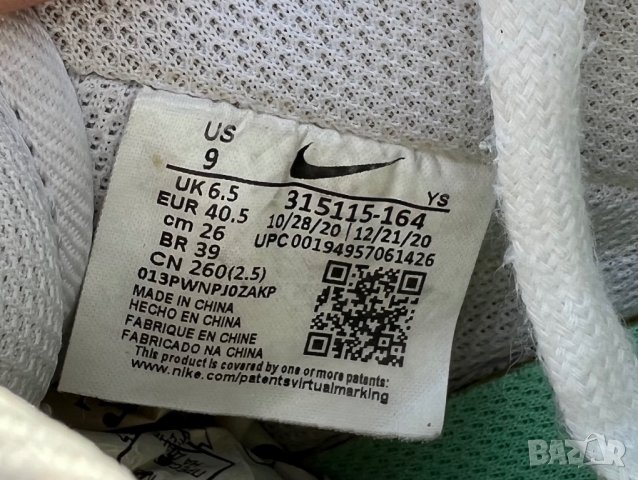 US
9
UK 6.5
EUR 40.5
cm 26
BR 39
CN 260(2.5)
013PWNPJ0ZAKP
YS
315115-164
10/28/20 | 12/21/20
UPC 00194957061426
MADE IN CHINA
HECHO EN CHINA
FABRIQUE EN CHINE
FABRICADO NA CHINA
This product is covered by one or more patents:
www.nike.com/patentsvirtualmarking
BAZAR